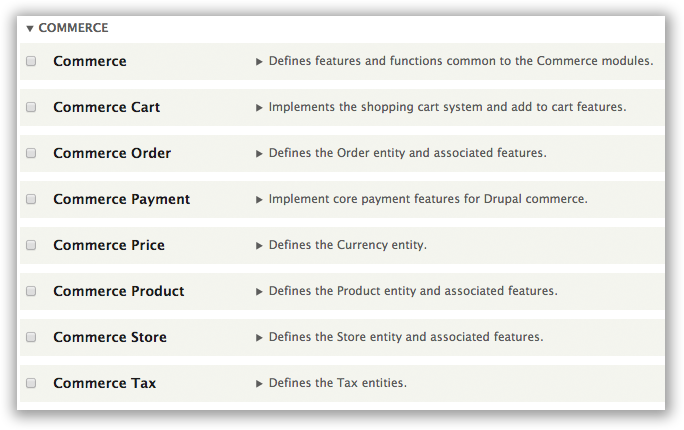 COMMERCE
Commerce Defines features and functions common to the Commerce modules.
Commerce Cart Implements the shopping cart system and add to cart features.
Commerce Order Defines the Order entity and associated features.
Commerce Payment Implement core payment features for Drupal commerce.
Commerce Price Defines the Currency entity.
Commerce Product Defines the Product entity and associated features.
Commerce Store Defines the Store entity and associated features.
Commerce Tax Defines the Tax entities.